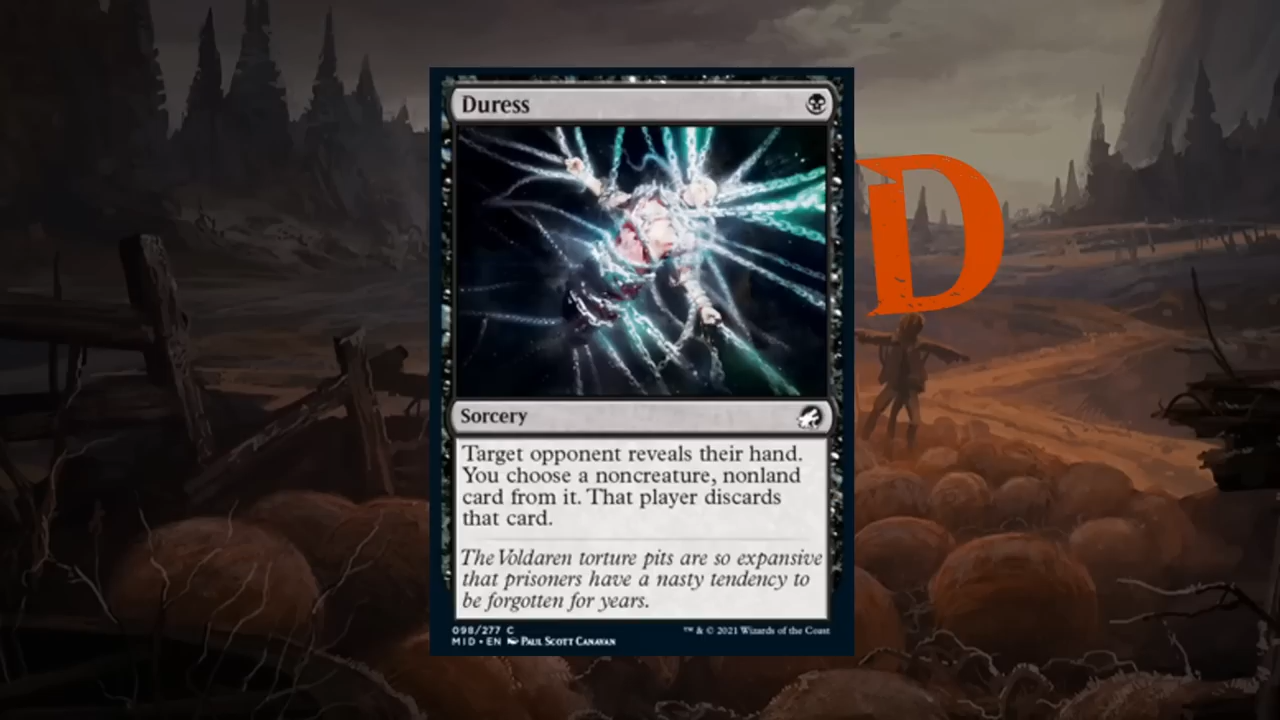 Duress
D
Sorcery
Target opponent reveals their hand.
You choose a noncreature, nonland
card from it. That player discards
that card.
The Voldaren torture pits are so expansive
that prisoners have a nasty tendency to
be forgotten for years.
098/277 C
™ & © 2021 Wizards of the Coast
MID • EN Paul Scott Canavan